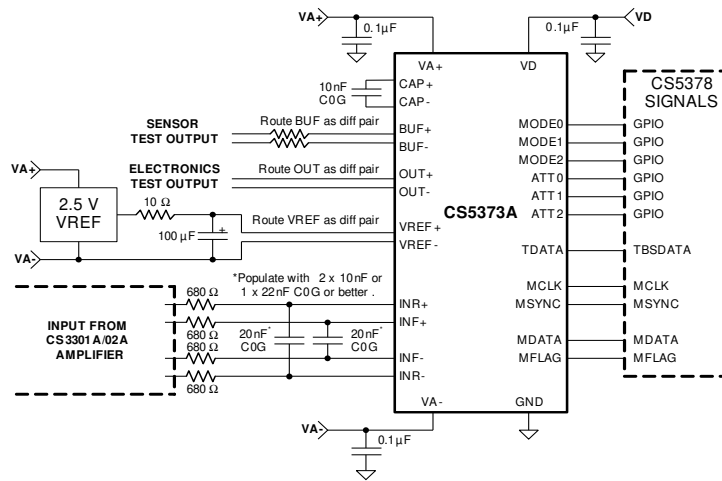 VA+
0.1µF
0.1µF
VD
VA+
VD
CS5378
SIGNALS
10nF
C0G
CAP+
CAP-
SENSOR
TEST OUTPUT
Route BUF as diff pair
BUF+
BUF-
ELECTRONICS
TEST OUTPUT
Route OUT as diff pair
OUT+
OUT-
VA+
2.5 V
VREF
10 Ω
100 µF
+
Route VREF as diff pair
VREF+
VREF-
VA-
CS5373A
MODE0
GPIO
MODE1
GPIO
MODE2
GPIO
ATT0
GPIO
ATT1
GPIO
ATT2
GPIO
TDATA
TBSDATA
MCLK
MCLK
MSYNC
MSYNC
MDATA
MDATA
MFLAG
MFLAG
*Populate with 2 x 10nF or
1 x 22nF C0G or better .
INPUT FROM
CS3301A/02A
AMPLIFIER
680 Ω
680 Ω
680 Ω
680 Ω
20nF*
C0G
20nF*
C0G
INR+
INF+
INF-
INR-
VA-
GND
VA-
0.1µF